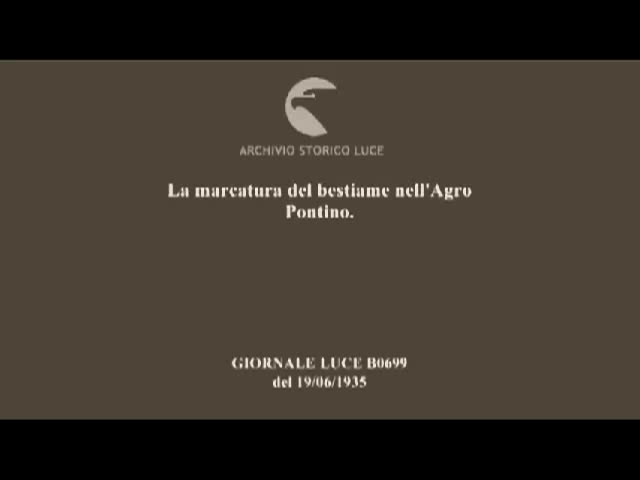 ARCHIVIO STORICO LUCE
La marcatura del bestiame nell'Agro
Pontino.
GIORNALE LUCE B0699
del 19/06/1935